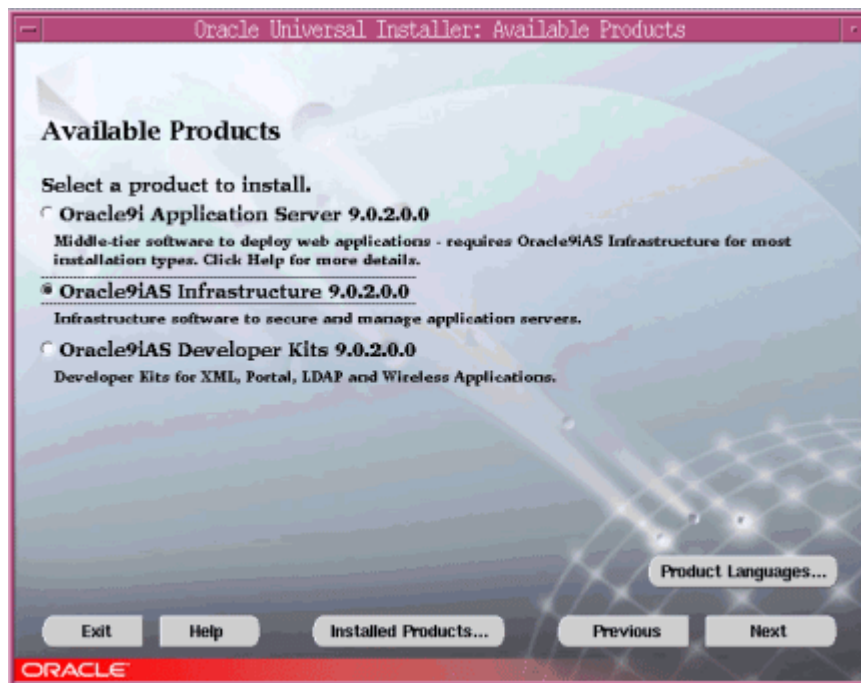 Oracle Universal Installer: Available Products
Available Products
Select a product to install.
Oracle9i Application Server 9.0.2.0.0
Middle-tier software to deploy web applications - requires Oracle9iAS Infrastructure for most
installation types. Click Help for more details.
Oracle9iAS Infrastructure 9.0.2.0.0
Infrastructure software to secure and manage application servers.
Oracle9iAS Developer Kits 9.0.2.0.0
Developer Kits for XML, Portal, LDAP and Wireless Applications.
Product Languages...
Exit Help Installed Products... Previous Next
ORACLE